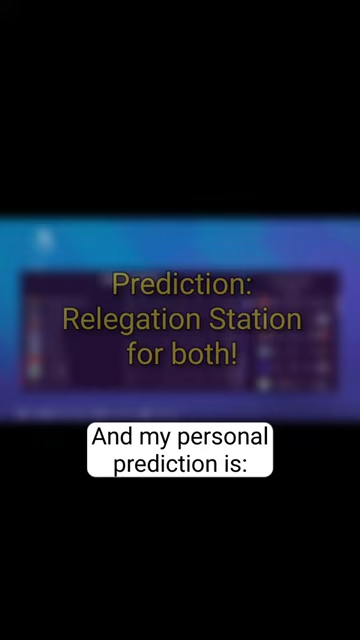 Prediction:
Relegation Station
for both!
And my personal
prediction is: